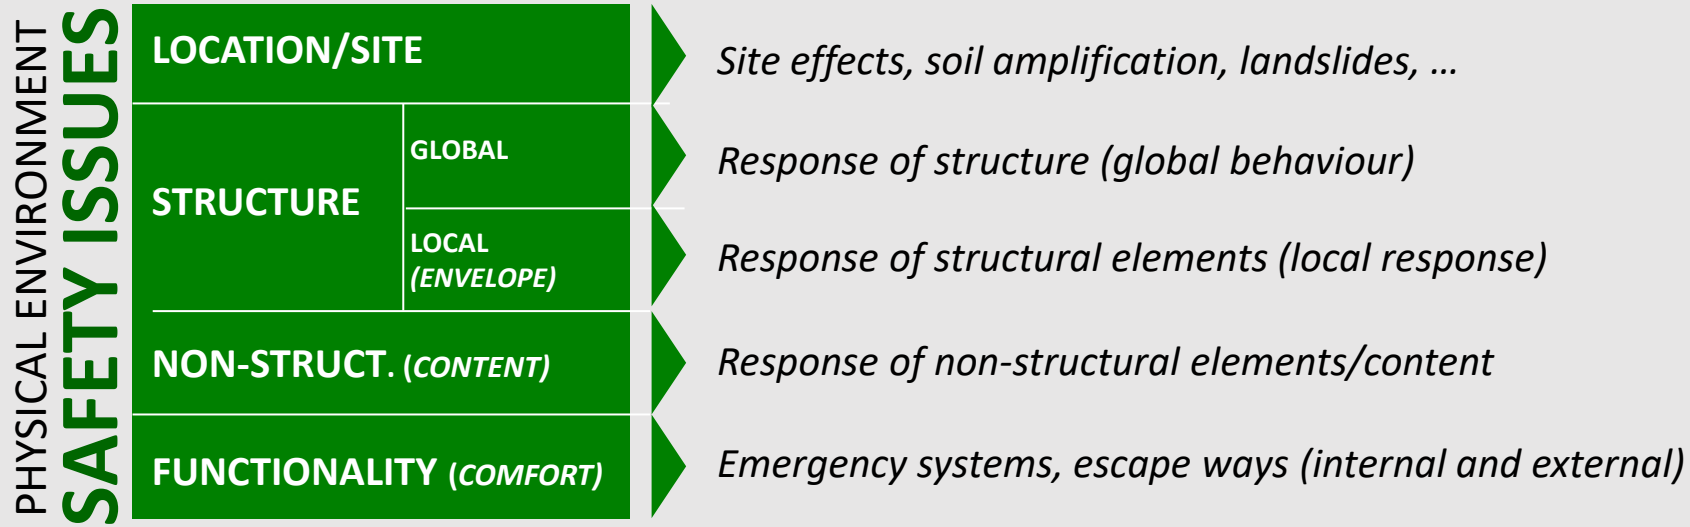 PHYSICAL ENVIRONMENT
SAFETY ISSUES
LOCATION/SITE
Site effects, soil amplification, landslides, …
STRUCTURE
GLOBAL
Response of structure (global behaviour)
LOCAL
(ENVELOPE)
Response of structural elements (local response)
NON-STRUCT. (CONTENT)
Response of non-structural elements/content
FUNCTIONALITY (COMFORT)
Emergency systems, escape ways (internal and external)